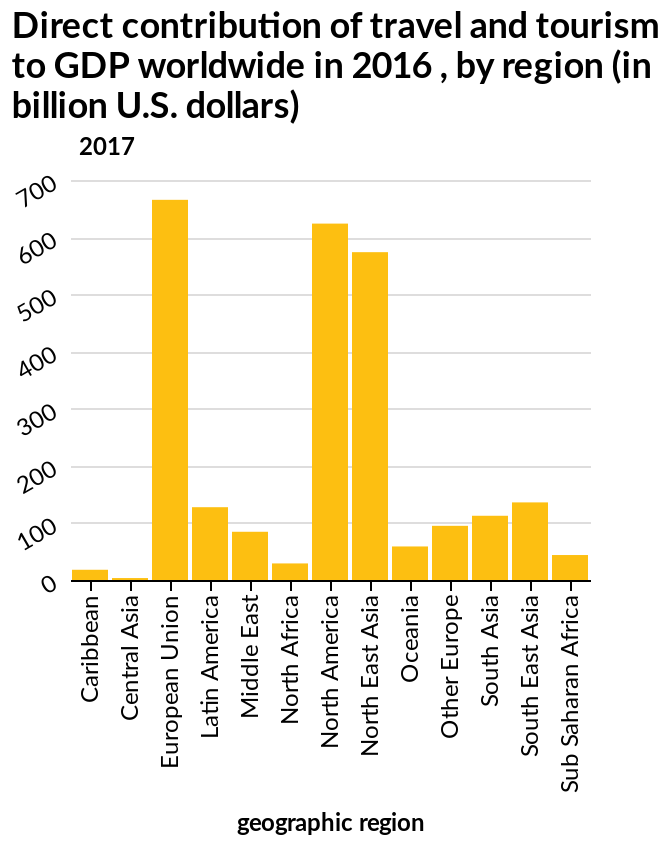 Direct contribution of travel and tourism
to GDP worldwide in 2016 , by region (in
billion U.S. dollars)
2017
700
600
500
400
300
200
100
0
Caribbean
Central Asia
European Union
Latin America
Middle East
North Africa
North America
North East Asia
Oceania
Other Europe
South Asia
South East Asia
Sub Saharan Africa
geographic region